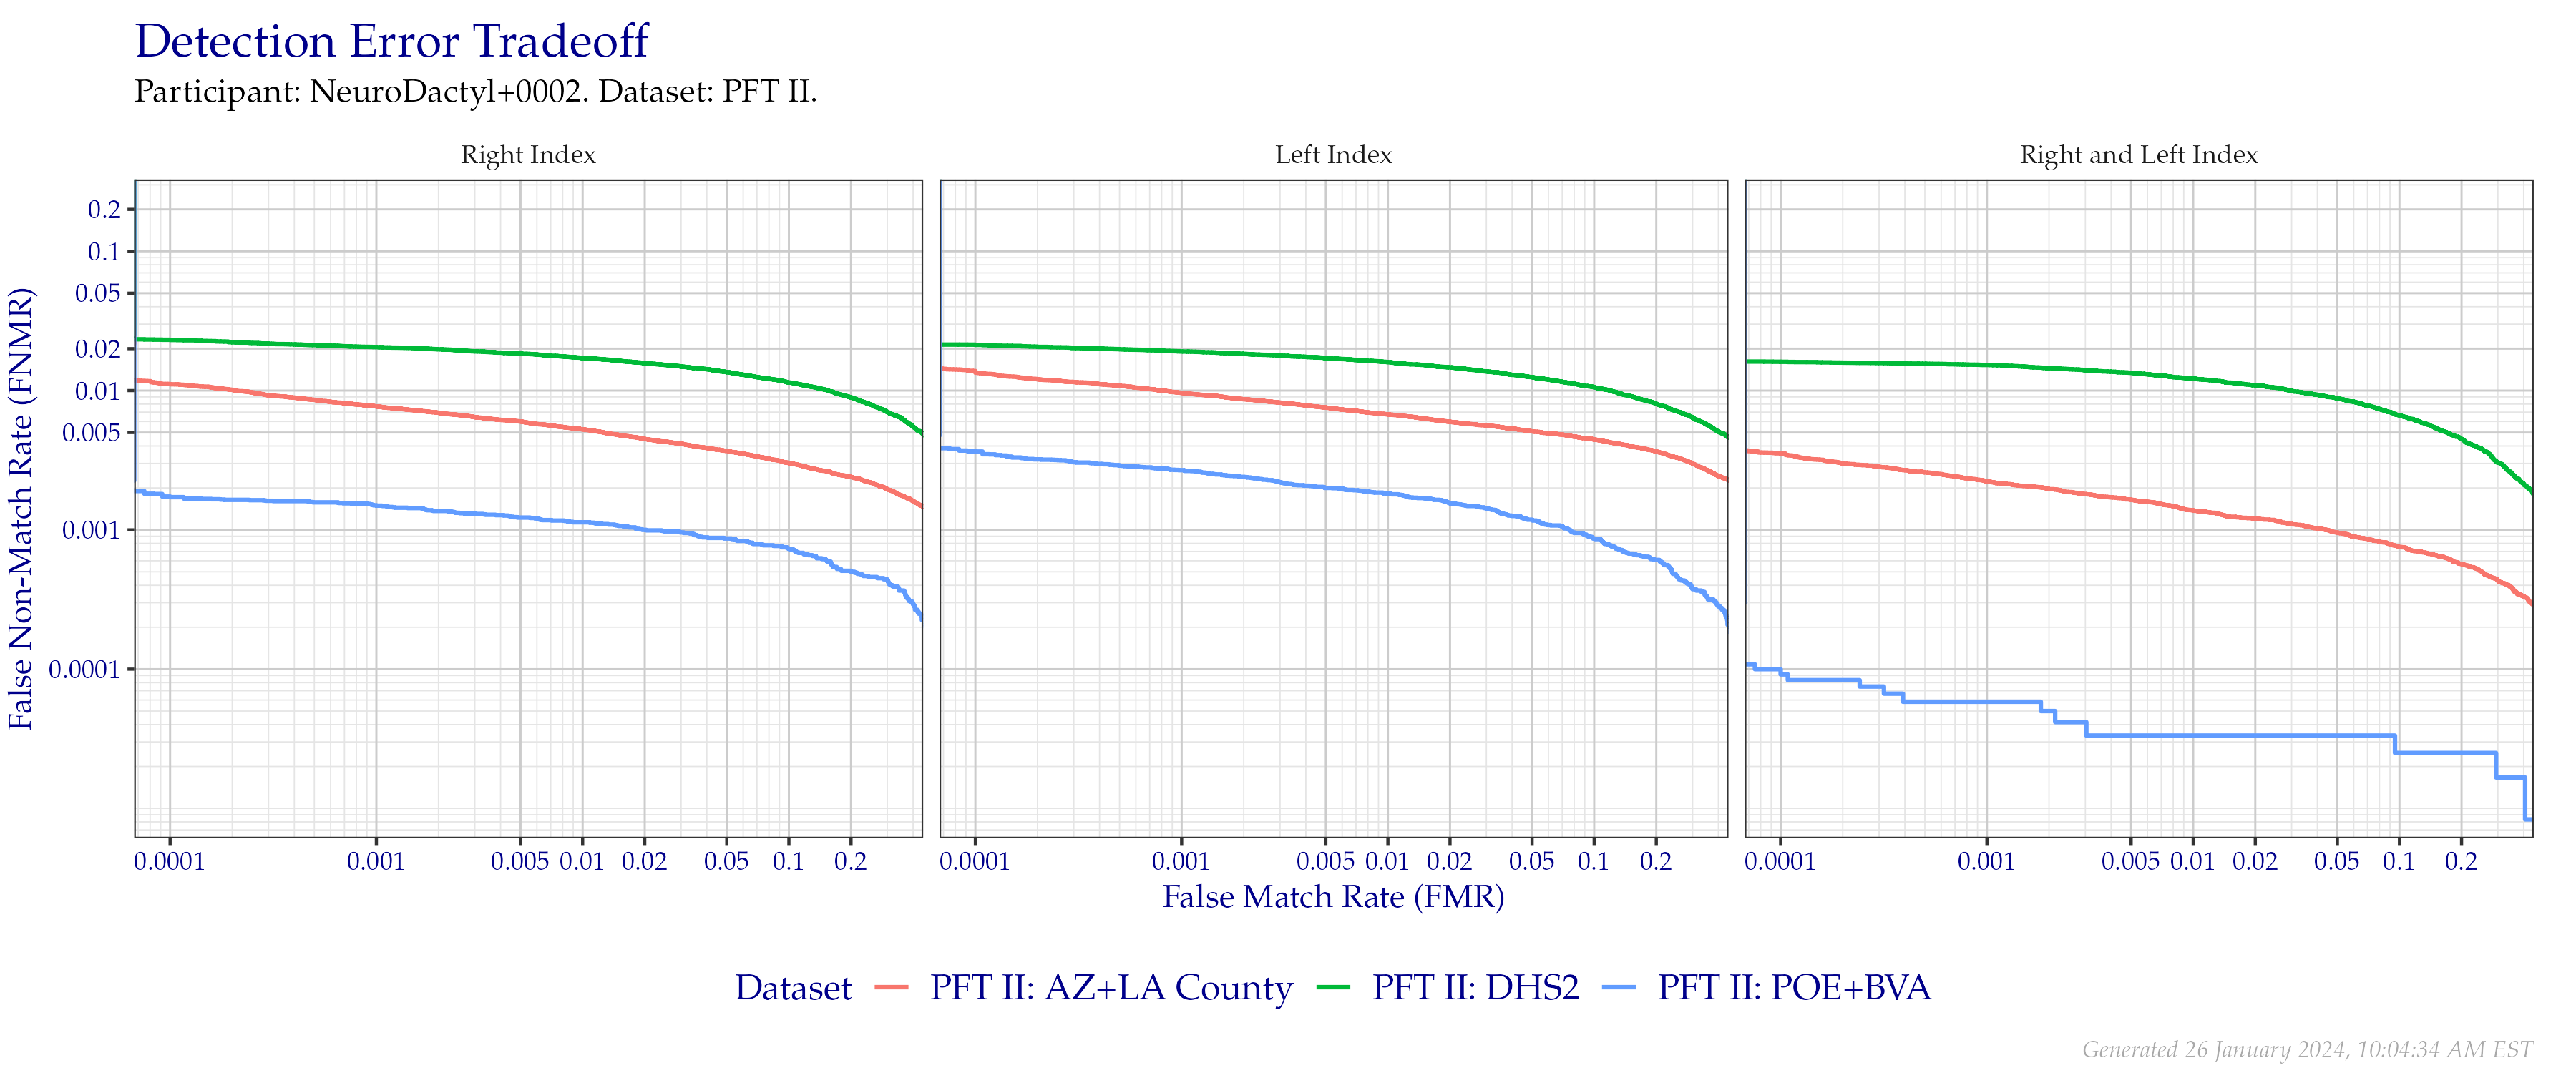 Detection Error Tradeoff
Participant: NeuroDactyl+0002. Dataset: PFT II.
Right Index
Left Index
Right and Left Index
False Non-Match Rate (FNMR)
0.2
0.1
0.05
0.02
0.01
0.005
0.001
0.0001
0.0001 0.001 0.005 0.01 0.02 0.05 0.1 0.2
0.0001 0.001 0.005 0.01 0.02 0.05 0.1 0.2
0.0001 0.001 0.005 0.01 0.02 0.05 0.1 0.2
False Match Rate (FMR)
Dataset PFT II: AZ+LA County PFT II: DHS2 PFT II: POE+BVA
Generated 26 January 2024, 10:04:34 AM EST